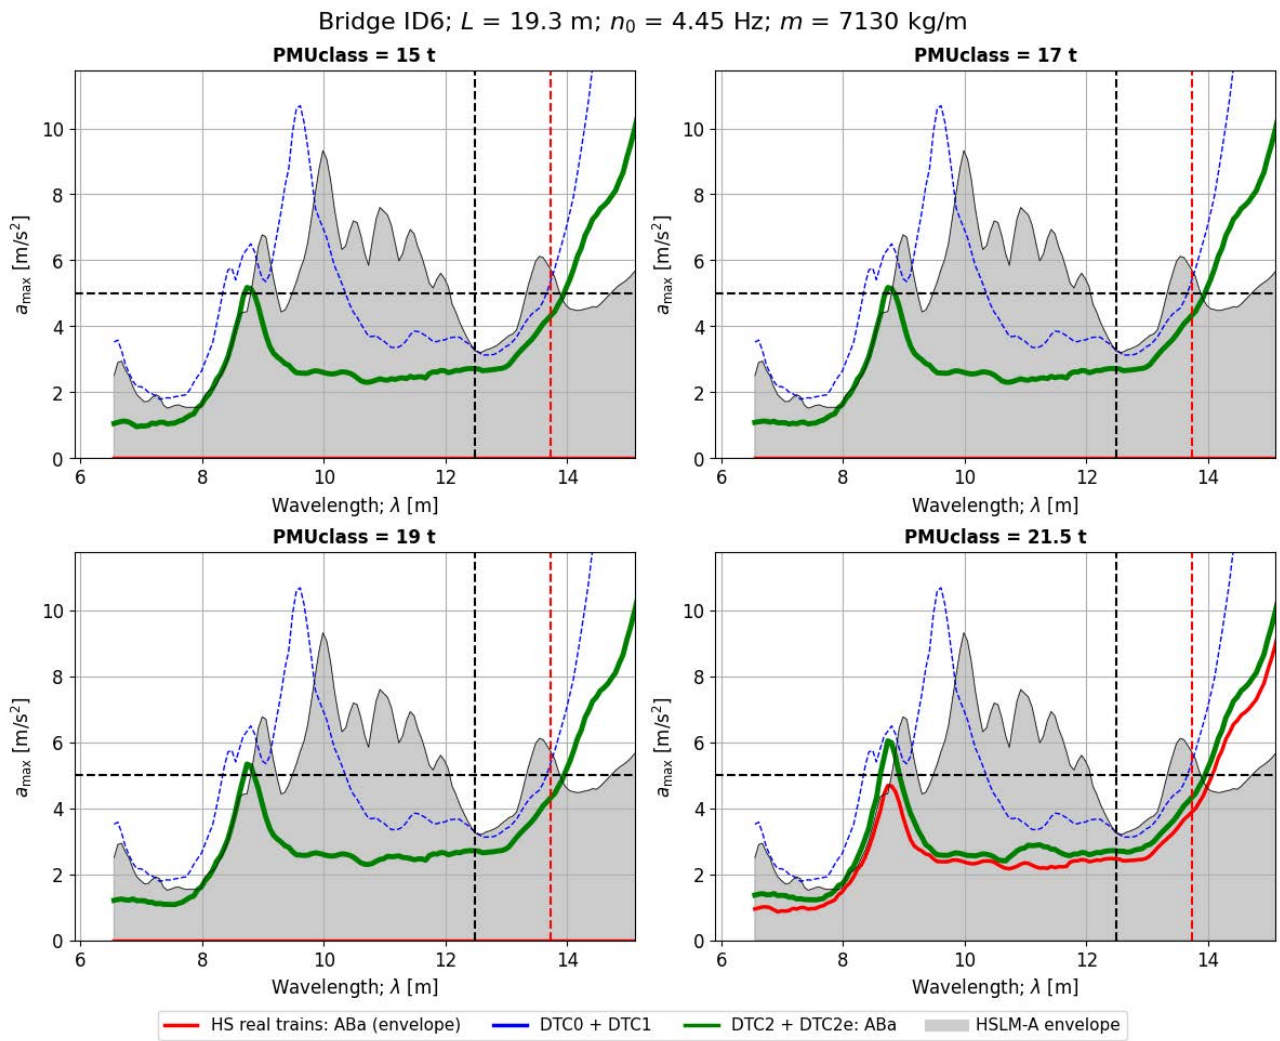 Bridge ID6; L = 19.3 m; n₀ = 4.45 Hz; m = 7130 kg/m
PMUclass = 15 t
PMUclass = 17 t
10
8
6
4
2
0
a_max [m/s²]
6 8 10 12 14
Wavelength; λ [m]
10
8
6
4
2
0
a_max [m/s²]
6 8 10 12 14
Wavelength; λ [m]
PMUclass = 19 t
PMUclass = 21.5 t
10
8
6
4
2
0
a_max [m/s²]
6 8 10 12 14
Wavelength; λ [m]
10
8
6
4
2
0
a_max [m/s²]
6 8 10 12 14
Wavelength; λ [m]
HS real trains: ABa (envelope)
DTC0 + DTC1
DTC2 + DTC2e: ABa
HSLM-A envelope